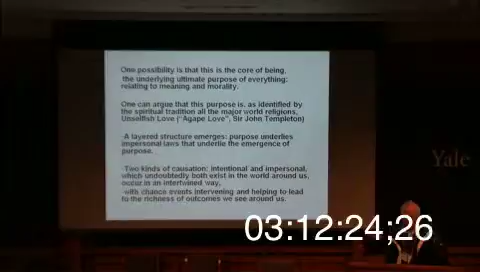 One possibility is that this is the core of being,
the underlying ultimate purpose of everything:
relating to meaning and morality.
One can argue that this purpose is, as identified by
the spiritual tradition all the major world religions,
Unselfish Love ("Agape Love", Sir John Templeton)
-A layered structure emerges: purpose underlies
impersonal laws that underlie the emergence of
purpose.
-Two kinds of causation: intentional and impersonal,
which undoubtedly both exist in the world around us,
occur in an intertwined way,
-with chance events intervening and helping to lead
to the richness of outcomes we see around us.
Yale
03:12:24;26